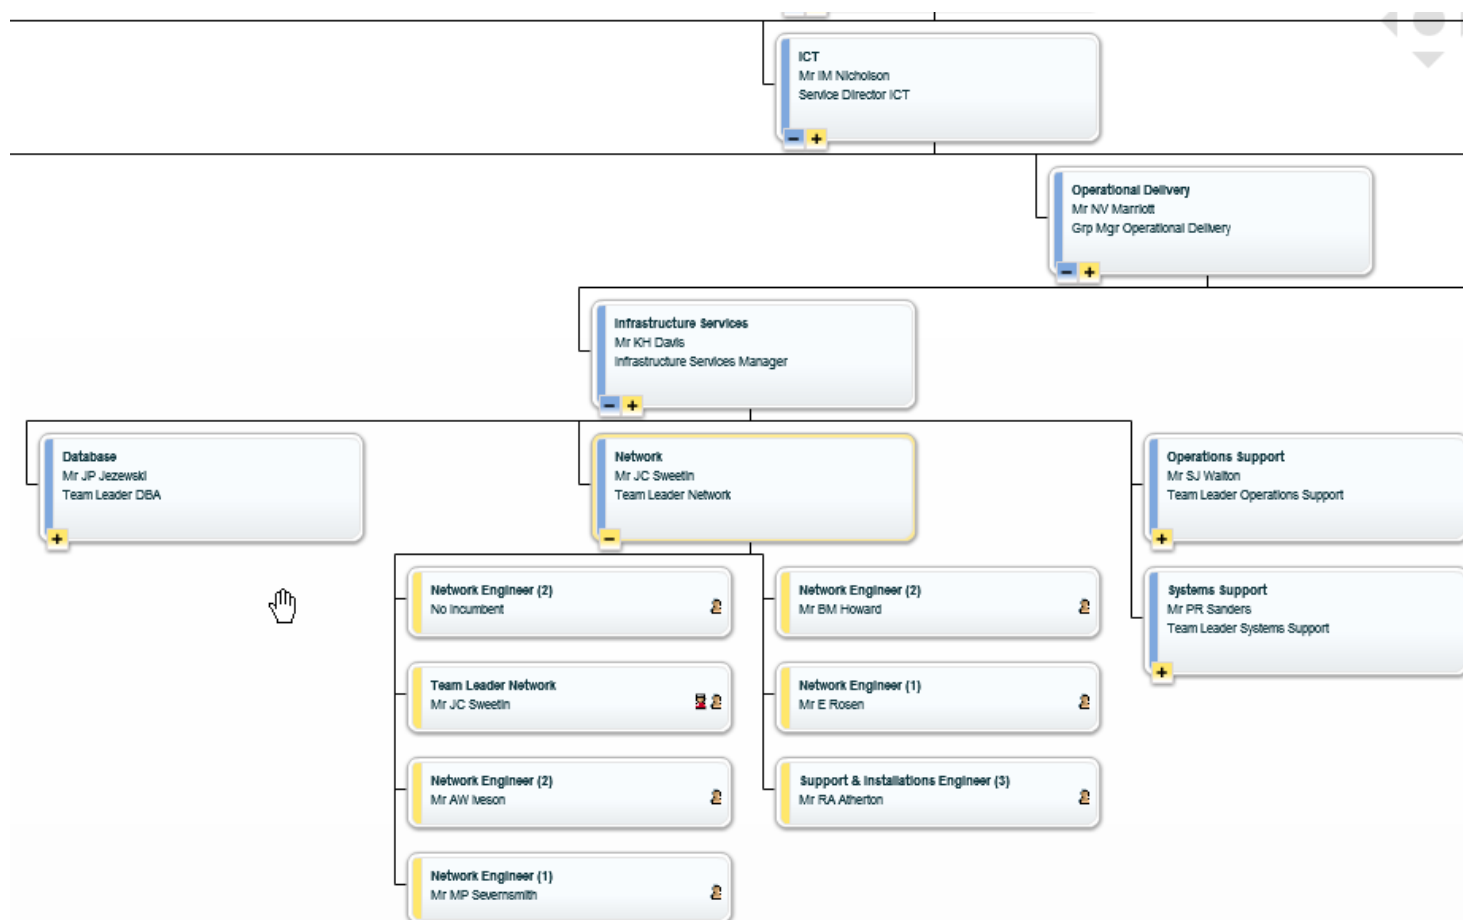 ICT
Mr IM Nicholson
Service Director ICT
Operational Delivery
Mr NV Marriott
Grp Mgr Operational Delivery
Infrastructure Services
Mr KH Davis
Infrastructure Services Manager
Database
Mr JP Jezewski
Team Leader DBA
Network
Mr JC Sweetin
Team Leader Network
Operations Support
Mr SJ Walton
Team Leader Operations Support
Network Engineer (2)
No Incumbent
Network Engineer (2)
Mr BM Howard
Systems Support
Mr PR Sanders
Team Leader Systems Support
Team Leader Network
Mr JC Sweetin
Network Engineer (1)
Mr E Rosen
Network Engineer (2)
Mr AW Iveson
Support & Installations Engineer (3)
Mr RA Atherton
Network Engineer (1)
Mr MP Severnsmith